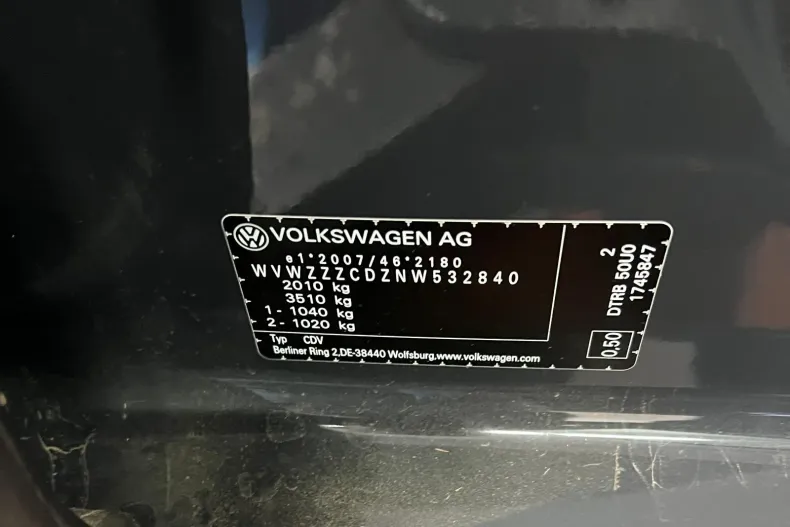 VOLKSWAGEN AG
e1*2007/46*2180
WVWZZZCDZNW532840
2010 kg
3510 kg
1- 1040 kg
2- 1020 kg
Typ CDV
Berliner Ring 2,DE-38440 Wolfsburg,www.volkswagen.com
2
DTRB 50U0
1745847
0,50